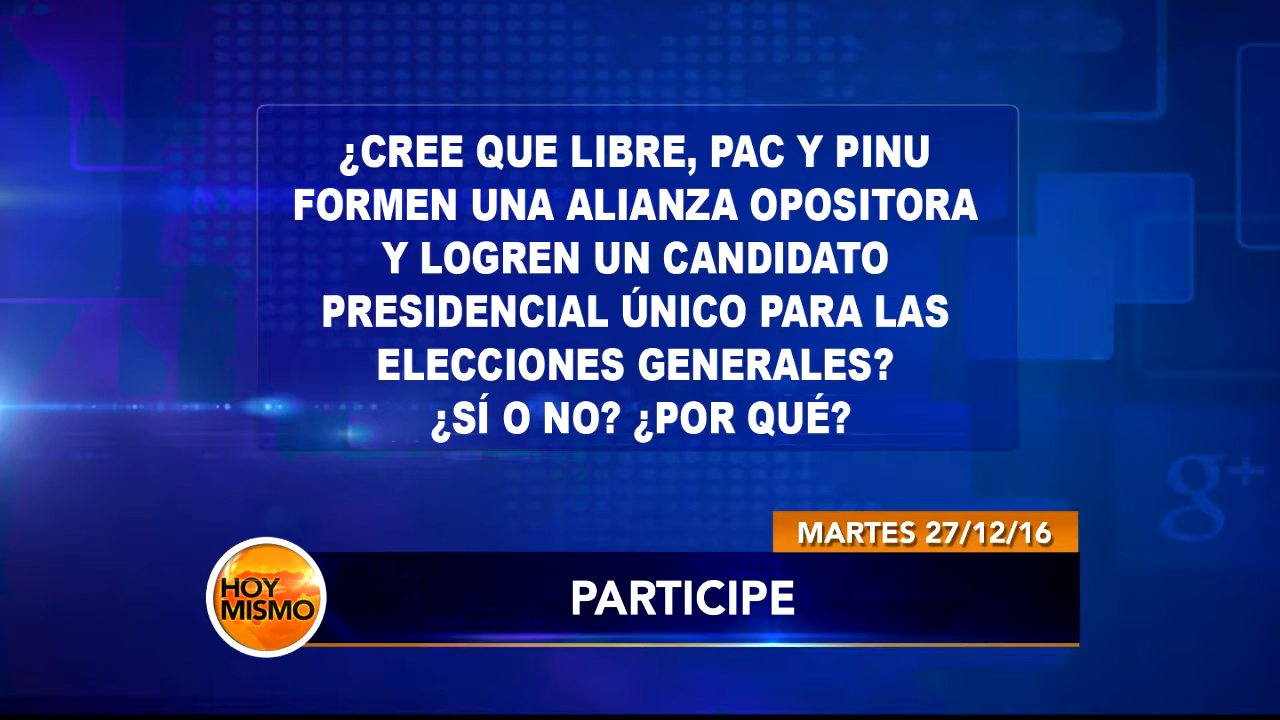 ¿CREE QUE LIBRE, PAC Y PINU
FORMEN UNA ALIANZA OPOSITORA
Y LOGREN UN CANDIDATO
PRESIDENCIAL ÚNICO PARA LAS
ELECCIONES GENERALES?
¿SÍ O NO? ¿POR QUÉ?
g+
MARTES 27/12/16
HOY
MISMO
PARTICIPE